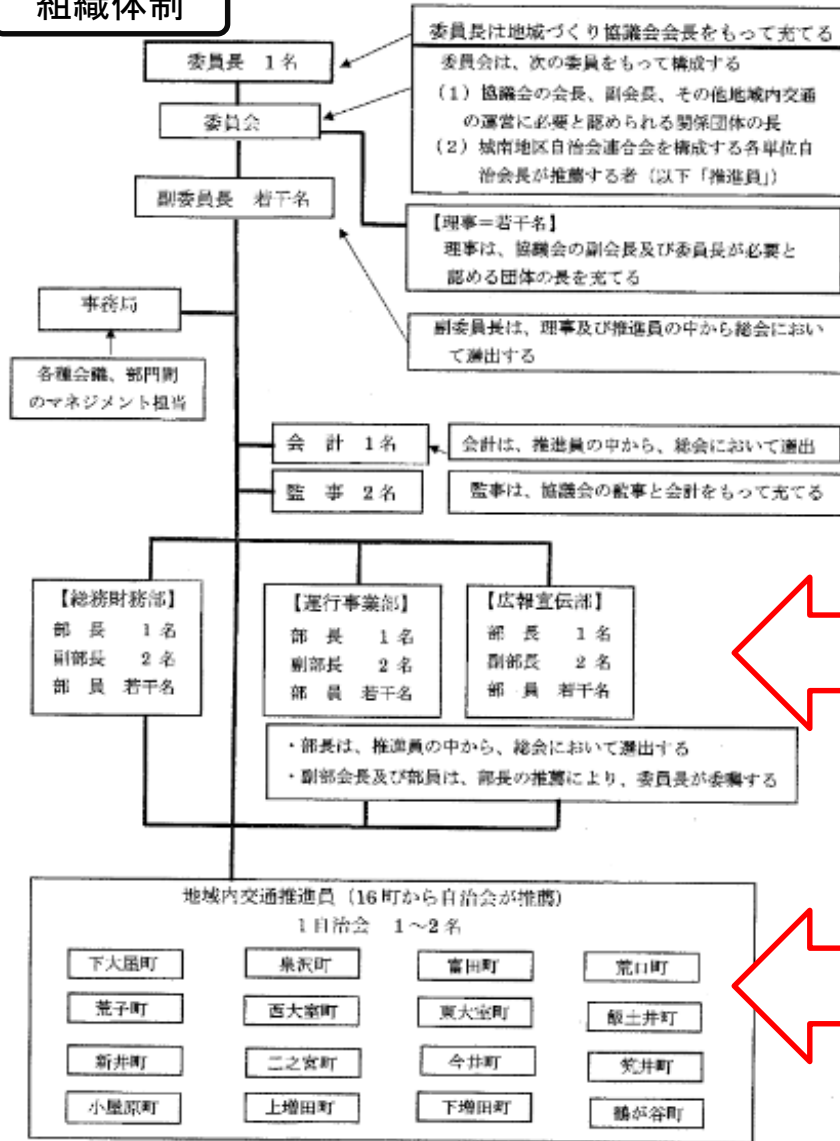 組織体制
委員長 1名
委員長は地域づくり協議会会長をもって充てる
委員会は、次の委員をもって構成する
(1) 協議会の会長、副会長、その他地域内交通
の運営に必要と認められる関係団体の長
(2) 城南地区自治会連合会を構成する各単位自
治会長が推薦する者(以下「推進員」)
委員会
副委員長 若干名
【理事=若干名】
理事は、協議会の副会長及び委員長が必要と
認める団体の長を充てる
事務局
副委員長は、理事及び推進員の中から総会におい
て選出する
各種会議、部門間
のマネジメント担当
会 計 1名
会計は、推進員の中から、総会において選出
監 事 2名
監事は、協議会の監事と会計をもって充てる
【総務財務部】
部 長 1名
副部長 2名
部 員 若干名
【運行事業部】
部 長 1名
副部長 2名
部 員 若干名
【広報宣伝部】
部 長 1名
副部長 2名
部 員 若干名
・部長は、推進員の中から、総会において選出する
・副部会長及び部員は、部長の推薦により、委員長が委嘱する
地域内交通推進員(16町から自治会が推薦)
1自治会 1~2名
下大屋町 泉沢町 富田町 荒口町
荒子町 西大室町 東大室町 飯土井町
新井町 二之宮町 今井町 筑井町
小屋原町 上増田町 下増田町 鶴が谷町